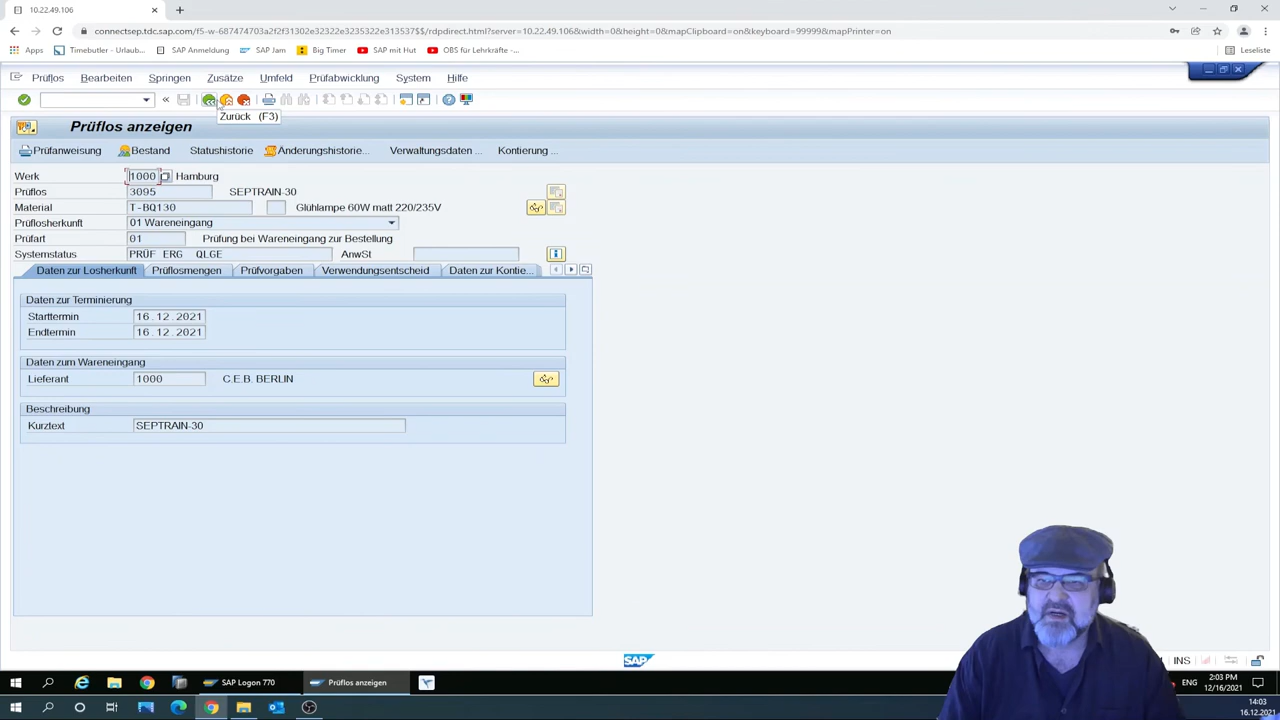 10.22.49.106
connectsep.tdc.sap.com/f5-w-687474703a2f2f31302e32322e3235322e313537$$/rdpdirect.html?server=10.22.49.106&width=0&height=0&mapClipboard=on&keyboard=999999&mapPrinter=on
Apps Timebutler - Urlaub... SAP Anmeldung SAP Jam Big Timer SAP mit Hut OBS für Lehrkräfte -... Leseliste
Prüflos Bearbeiten Springen Zusätze Umfeld Prüfabwicklung System Hilfe
Zurück (F3)
Prüflos anzeigen
Prüfanweisung Bestand Statushistorie Änderungshistorie... Verwaltungsdaten ... Kontierung ...
Werk 1000 Hamburg
Prüflos 3095 SEPTRAIN-30
Material T-BQ130 Glühlampe 60W matt 220/235V
Prüflosherkunft 01 Wareneingang
Prüfart 01 Prüfung bei Wareneingang zur Bestellung
Systemstatus PRÜF ERG QLGE AnwSt
Daten zur Losherkunft Prüflosmengen Prüfvorgaben Verwendungsentscheid Daten zur Kontie...
Daten zur Terminierung
Starttermin 16.12.2021
Endtermin 16.12.2021
Daten zum Wareneingang
Lieferant 1000 C.E.B. BERLIN
Beschreibung
Kurztext SEPTRAIN-30
SAP INS
SAP Logon 770 Prüflos anzeigen ENG 2:03 PM
12/16/2021
14:03
16.12.2021